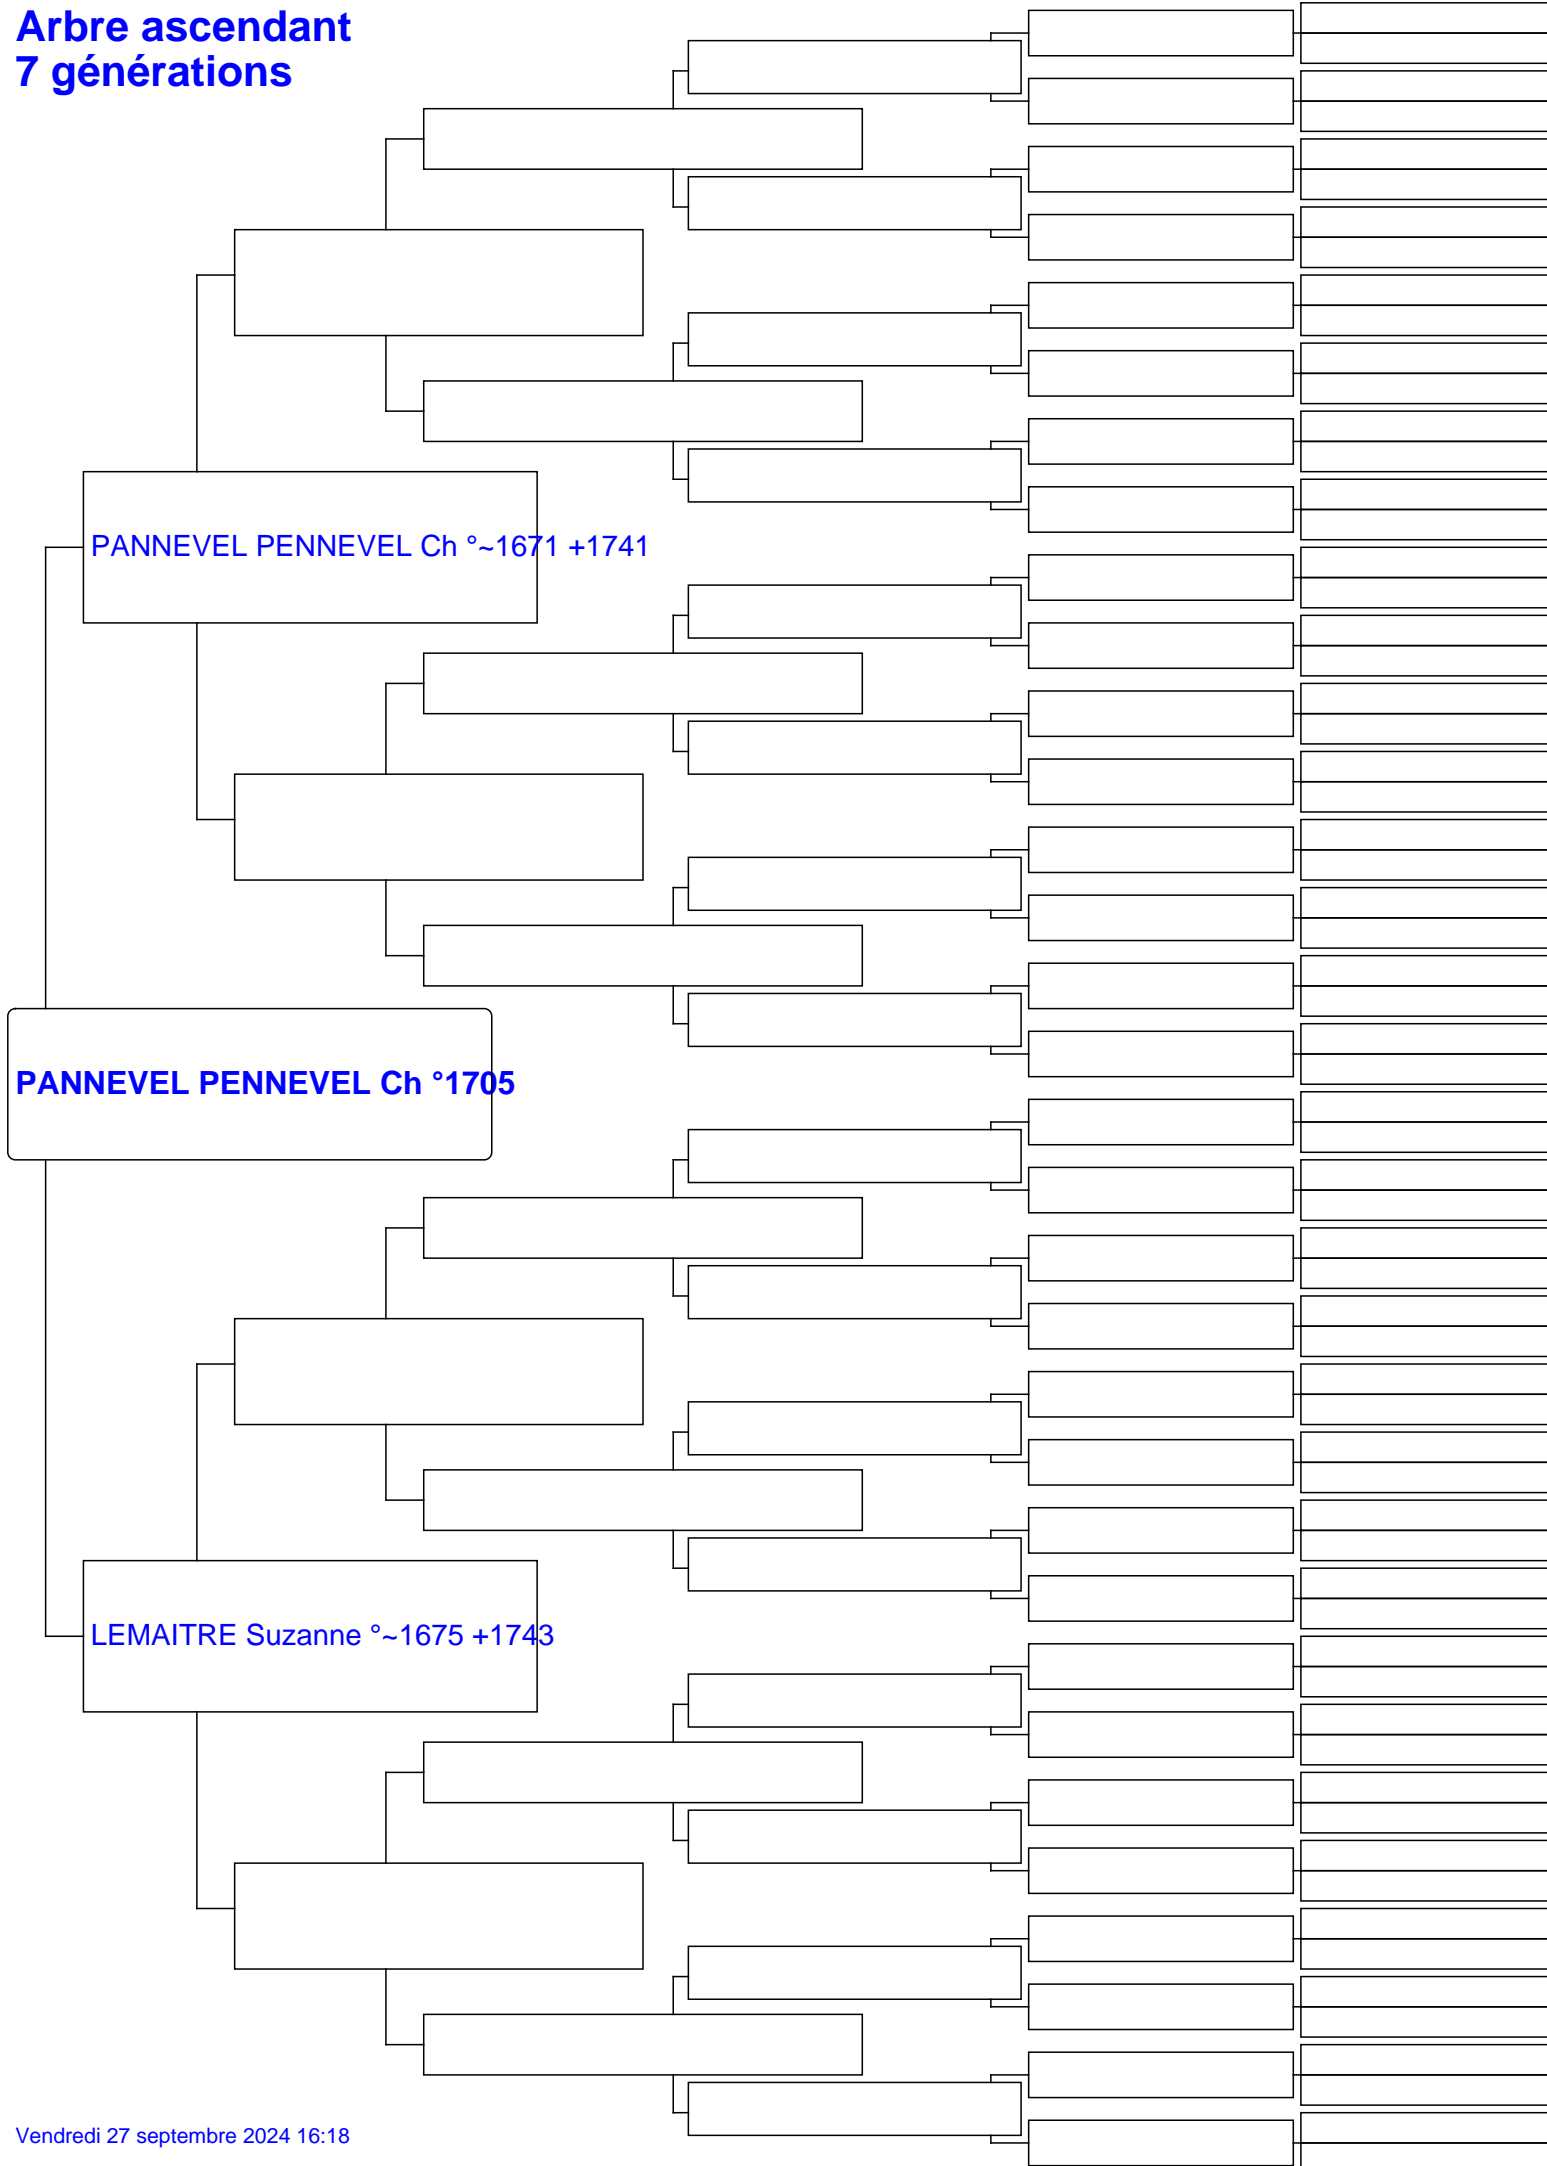 Arbre ascendant
7 générations
PANNEVEL PENNEVEL Ch °~1671 +1741
PANNEVEL PENNEVEL Ch °1705
LEMAITRE Suzanne °~1675 +1743
Vendredi 27 septembre 2024 16:18